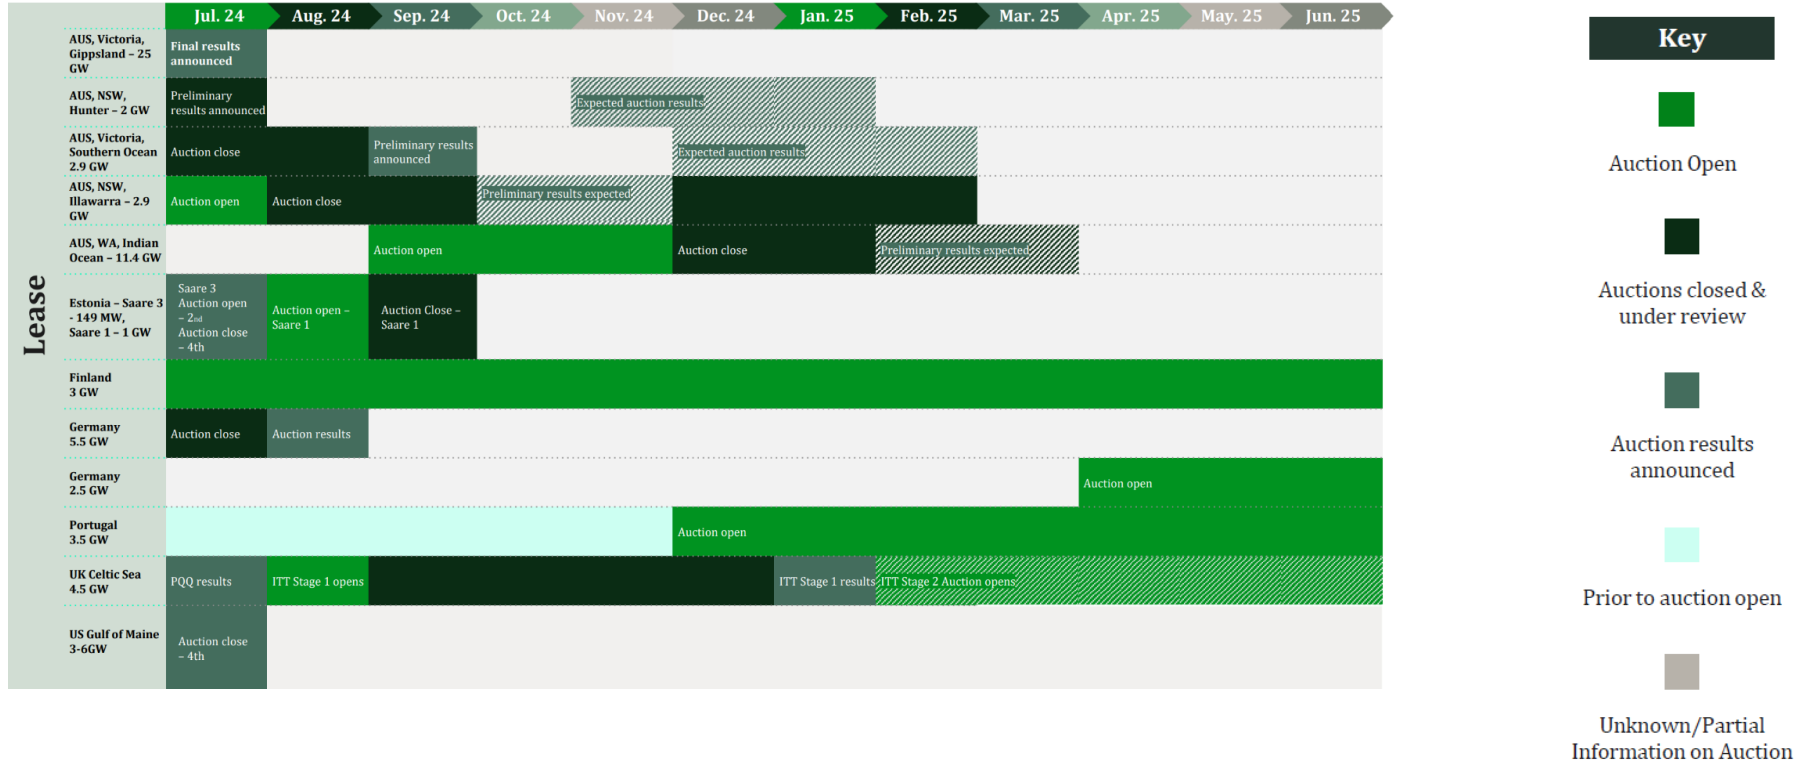 Jul. 24 Aug. 24 Sep. 24 Oct. 24 Nov. 24 Dec. 24 Jan. 25 Feb. 25 Mar. 25 Apr. 25 May. 25 Jun. 25
Lease
AUS, Victoria,
Gippsland – 25
GW
Final results
announced
AUS, NSW,
Hunter – 2 GW
Preliminary
results announced
Expected auction results
AUS, Victoria,
Southern Ocean
2.9 GW
Auction close
Preliminary results
announced
Expected auction results
AUS, NSW,
Illawarra – 2.9
GW
Auction open
Auction close
Preliminary results expected
AUS, WA, Indian
Ocean – 11.4 GW
Auction open
Auction close
Preliminary results expected
Estonia – Saare 3
- 149 MW,
Saare 1 – 1 GW
Saare 3
Auction open
– 2nd
Auction close
– 4th
Auction open –
Saare 1
Auction Close –
Saare 1
Finland
3 GW
Germany
5.5 GW
Auction close
Auction results
Germany
2.5 GW
Auction open
Portugal
3.5 GW
Auction open
UK Celtic Sea
4.5 GW
PQQ results
ITT Stage 1 opens
ITT Stage 1 results
ITT Stage 2 Auction opens
US Gulf of Maine
3-6GW
Auction close
– 4th
Key
Auction Open
Auctions closed &
under review
Auction results
announced
Prior to auction open
Unknown/Partial
Information on Auction